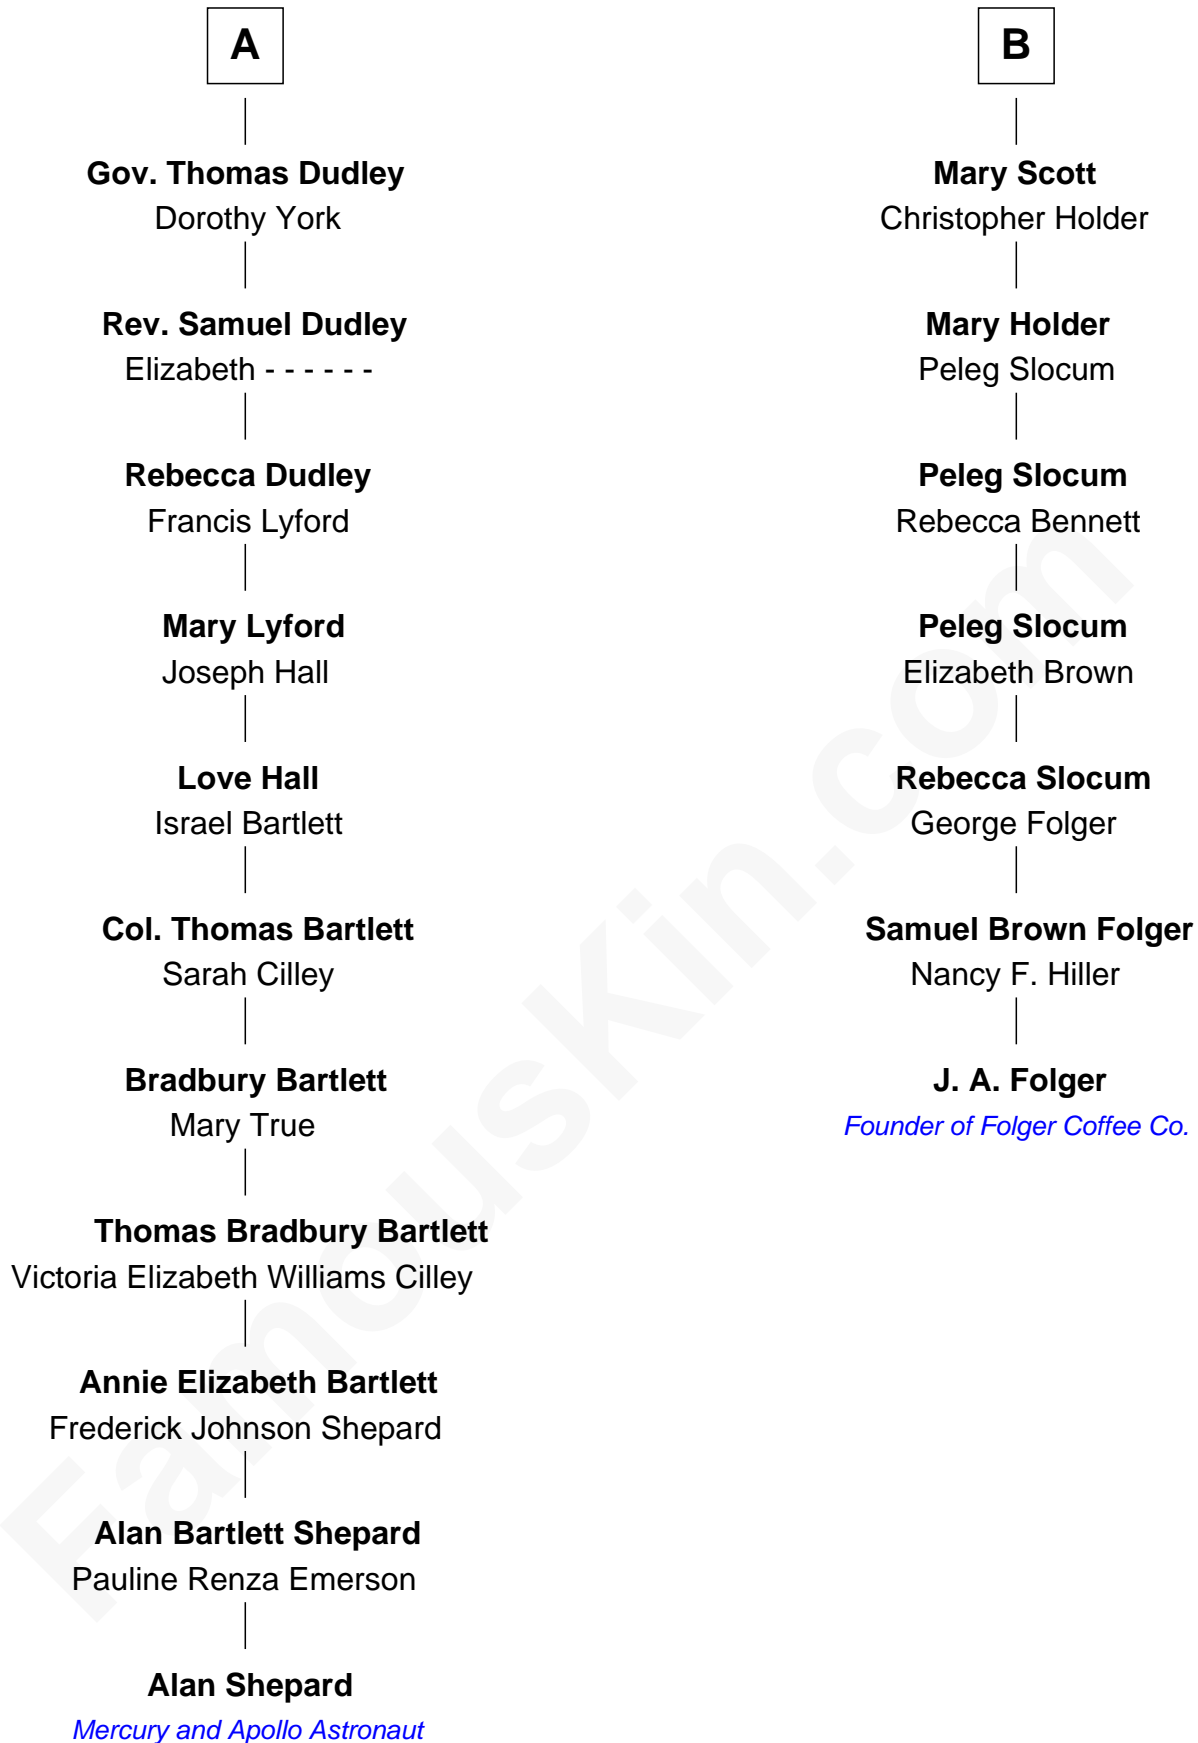 A
Gov. Thomas Dudley
Dorothy York
Rev. Samuel Dudley
Elizabeth - - - - - -
Rebecca Dudley
Francis Lyford
Mary Lyford
Joseph Hall
Love Hall
Israel Bartlett
Col. Thomas Bartlett
Sarah Cilley
Bradbury Bartlett
Mary True
Thomas Bradbury Bartlett
Victoria Elizabeth Williams Cilley
Annie Elizabeth Bartlett
Frederick Johnson Shepard
Alan Bartlett Shepard
Pauline Renza Emerson
Alan Shepard
Mercury and Apollo Astronaut
B
Mary Scott
Christopher Holder
Mary Holder
Peleg Slocum
Peleg Slocum
Rebecca Bennett
Peleg Slocum
Elizabeth Brown
Rebecca Slocum
George Folger
Samuel Brown Folger
Nancy F. Hiller
J. A. Folger
Founder of Folger Coffee Co.
FamousKin.com